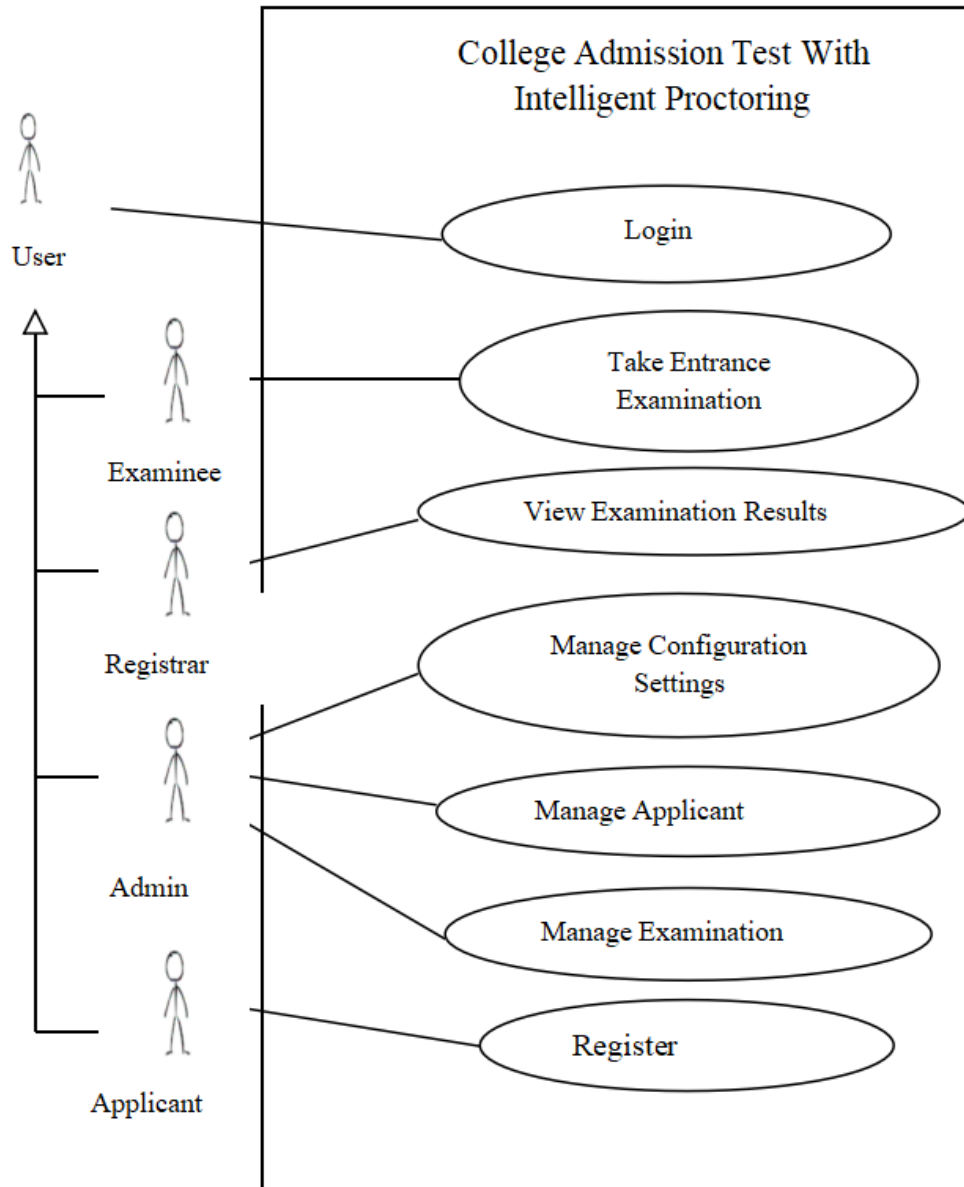 College Admission Test With
Intelligent Proctoring
User
Login
Take Entrance
Examination
Examinee
View Examination Results
Registrar
Manage Configuration
Settings
Manage Applicant
Admin
Manage Examination
Register
Applicant